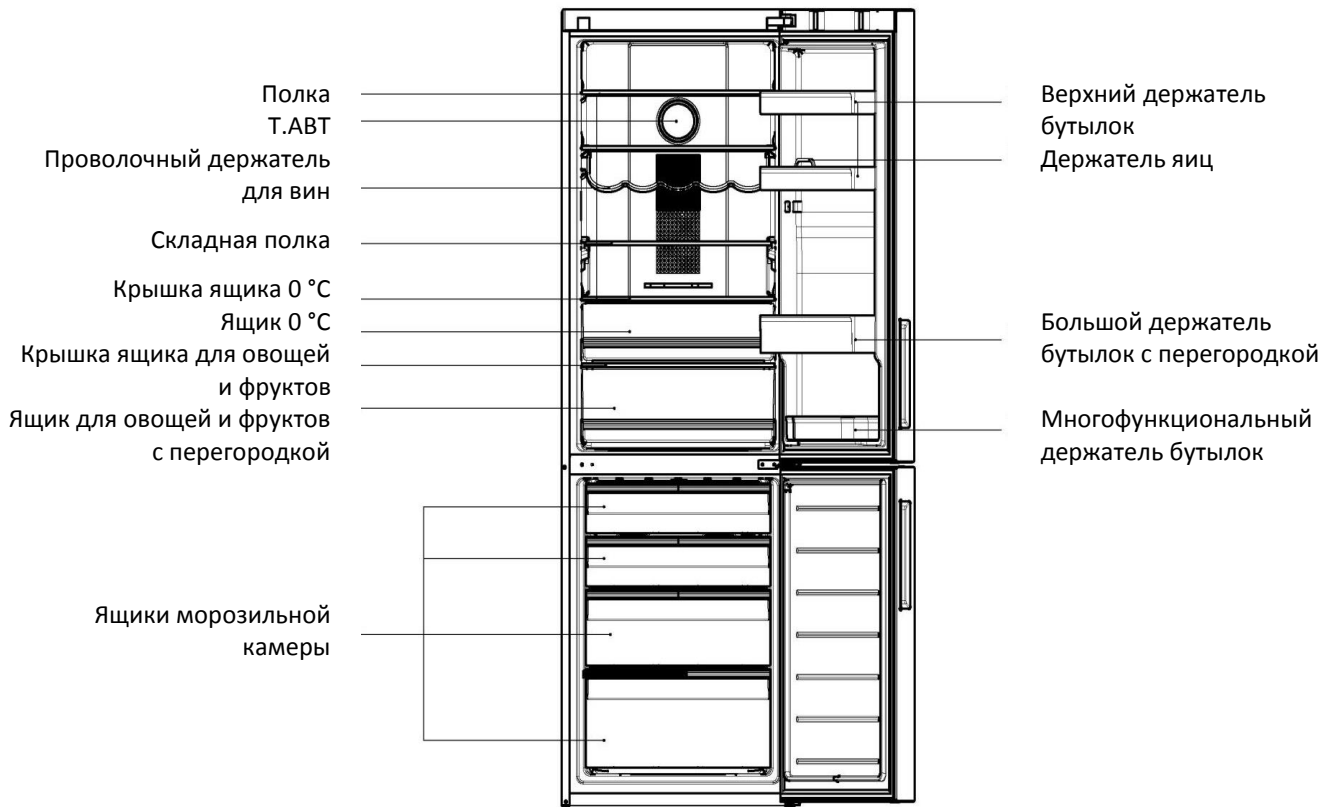 Полка
T.ABT
Проволочный держатель
для вин
Складная полка
Крышка ящика 0 °C
Ящик 0 °C
Крышка ящика для овощей
и фруктов
Ящик для овощей и фруктов
с перегородкой
Ящики морозильной
камеры
Верхний держатель
бутылок
Держатель яиц
Большой держатель
бутылок с перегородкой
Многофункциональный
держатель бутылок